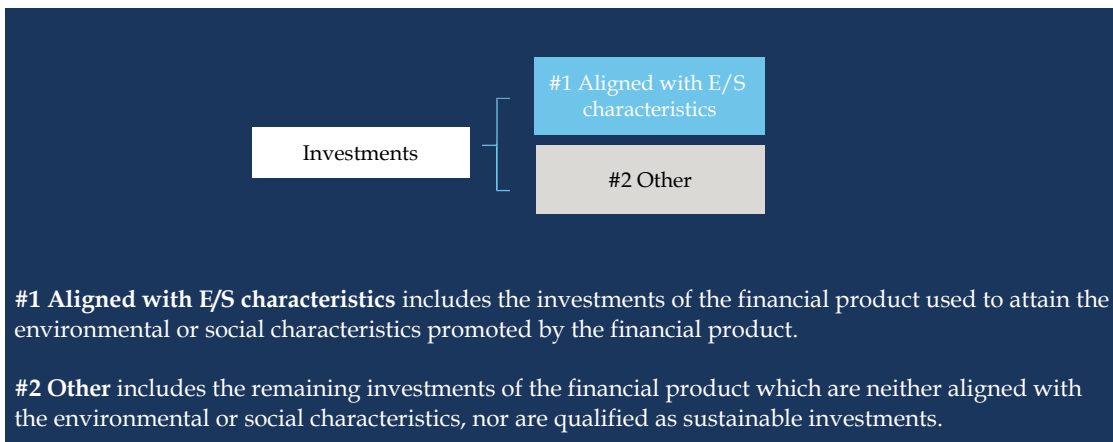 #1 Aligned with E/S
characteristics
Investments
#2 Other
#1 Aligned with E/S characteristics includes the investments of the financial product used to attain the
environmental or social characteristics promoted by the financial product.
#2 Other includes the remaining investments of the financial product which are neither aligned with
the environmental or social characteristics, nor are qualified as sustainable investments.